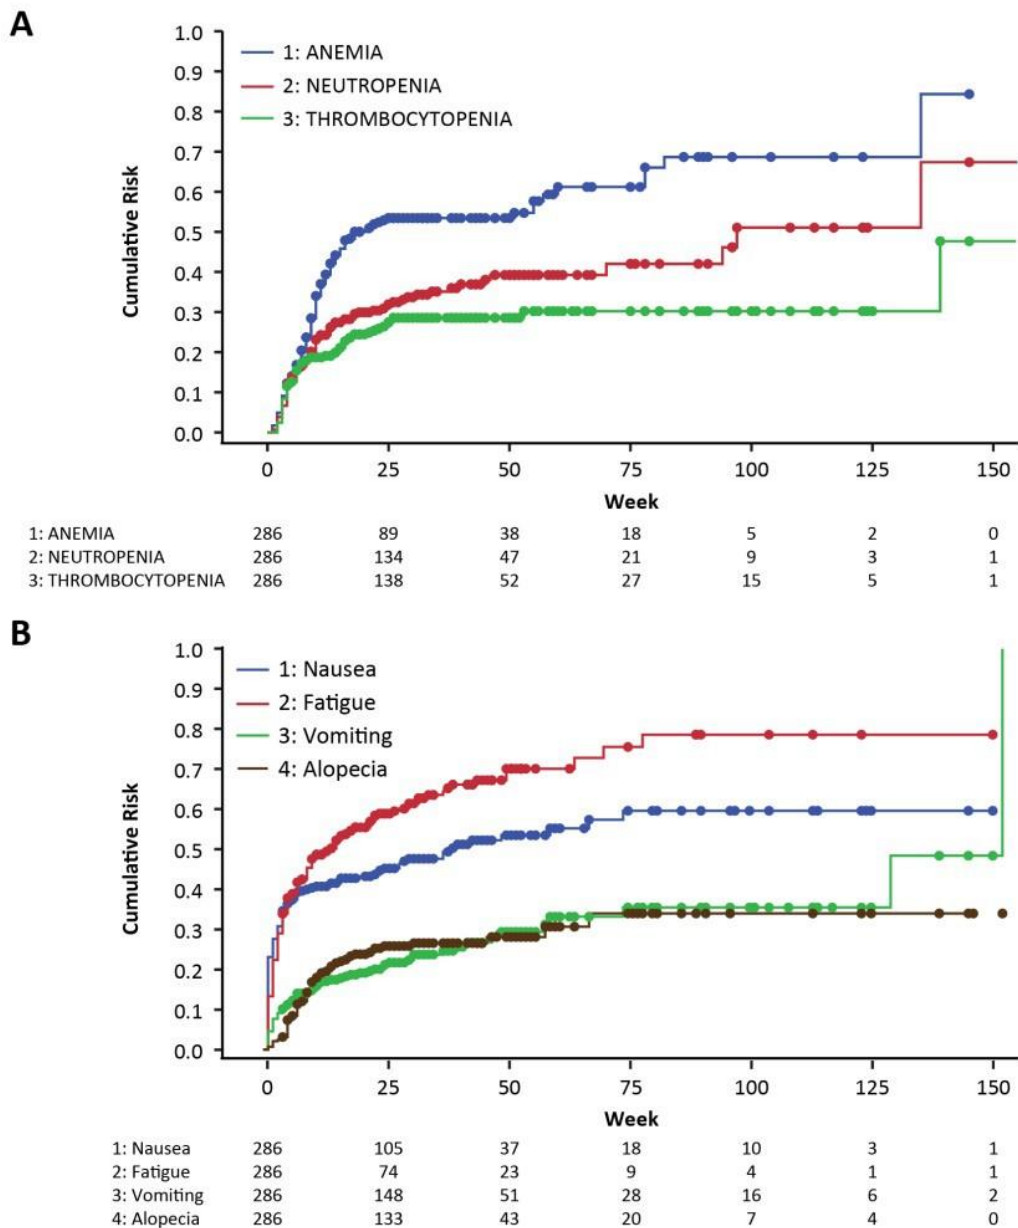 A
1.0
0.9
0.8
0.7
0.6
0.5
0.4
0.3
0.2
0.1
0.0
Cumulative Risk
1: ANEMIA
2: NEUTROPENIA
3: THROMBOCYTOPENIA
0 25 50 75 100 125 150
Week
1: ANEMIA 286 89 38 18 5 2 0
2: NEUTROPENIA 286 134 47 21 9 3 1
3: THROMBOCYTOPENIA 286 138 52 27 15 5 1
B
1.0
0.9
0.8
0.7
0.6
0.5
0.4
0.3
0.2
0.1
0.0
Cumulative Risk
1: Nausea
2: Fatigue
3: Vomiting
4: Alopecia
0 25 50 75 100 125 150
Week
1: Nausea 286 105 37 18 10 3 1
2: Fatigue 286 74 23 9 4 1 1
3: Vomiting 286 148 51 28 16 6 2
4: Alopecia 286 133 43 20 7 4 0